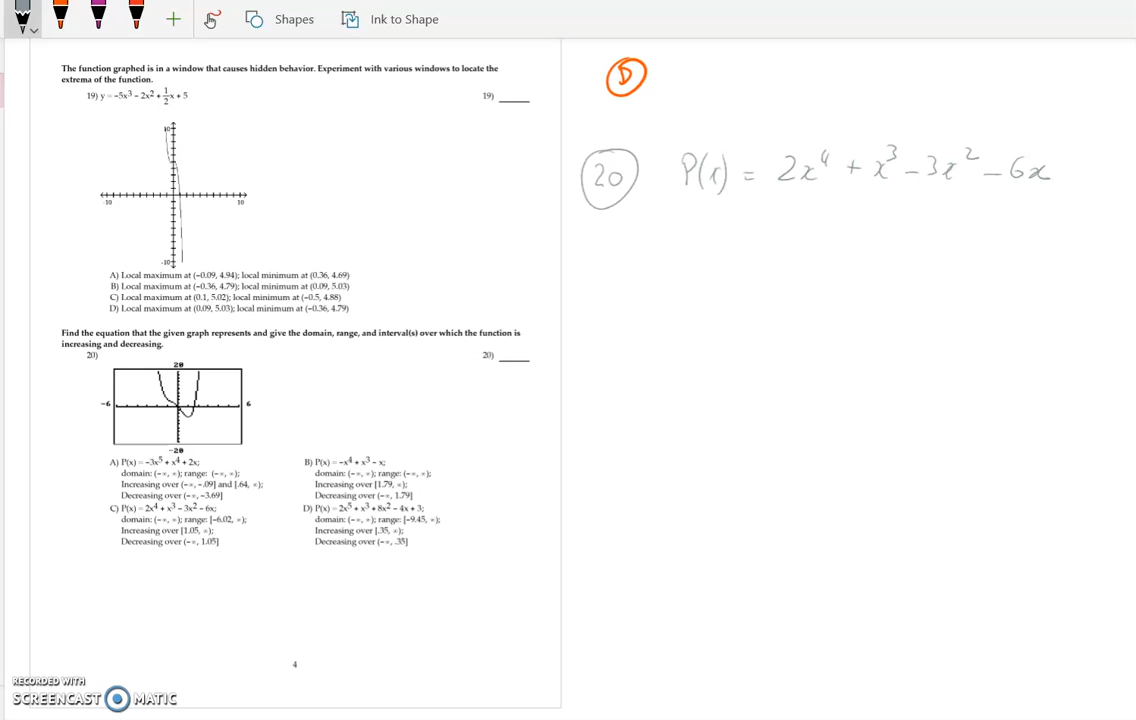 Shapes
Ink to Shape
The function graphed is in a window that causes hidden behavior. Experiment with various windows to locate the
extrema of the function.
19) y = -5x³ - 2x² + 1/2 x + 5
19) ____
10
-10
10
-10
A) Local maximum at (-0.09, 4.94); local minimum at (0.36, 4.69)
B) Local maximum at (-0.36, 4.79); local minimum at (0.09, 5.03)
C) Local maximum at (0.1, 5.02); local minimum at (-0.5, 4.88)
D) Local maximum at (0.09, 5.03); local minimum at (-0.36, 4.79)
Find the equation that the given graph represents and give the domain, range, and interval(s) over which the function is
increasing and decreasing.
20)
20) ____
20
-6
6
-20
A) P(x) = -3x⁵ + x⁴ + 2x;
domain: (-∞, ∞); range: (-∞, ∞);
Increasing over (-∞, -.09] and [.64, ∞);
Decreasing over (-∞, -3.69]
B) P(x) = -x⁴ + x³ - x;
domain: (-∞, ∞); range: (-∞, ∞);
Increasing over [1.79, ∞);
Decreasing over (-∞, 1.79]
C) P(x) = 2x⁴ + x³ - 3x² - 6x;
domain: (-∞, ∞); range: [-6.02, ∞);
Increasing over [1.05, ∞);
Decreasing over (-∞, 1.05]
D) P(x) = 2x⁵ + x³ + 8x² - 4x + 3;
domain: (-∞, ∞); range: [-9.45, ∞);
Increasing over [.35, ∞);
Decreasing over (-∞, .35]
4
D
20 P(x) = 2x⁴ + x³ - 3x² - 6x
RECORDED WITH
SCREENCAST MATIC